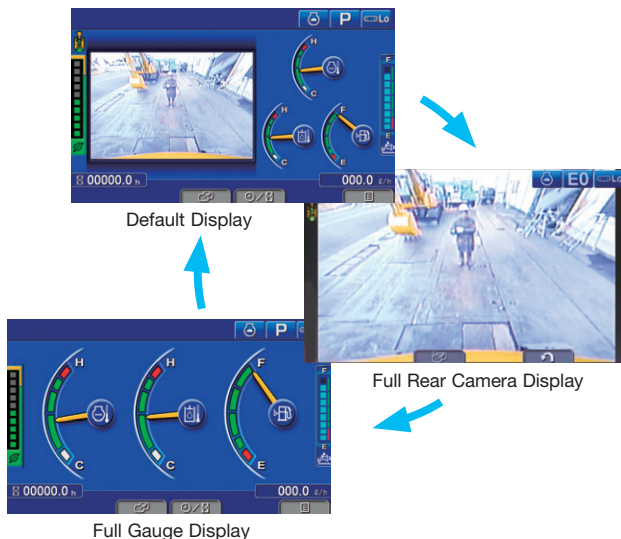 P Lo
H
C
H
C
F
E
F
E
00000.0 h
000.0 ℓ/h
Default Display
E0 Lo
Full Rear Camera Display
P
H
C
H
C
F
E
F
E
00000.0 h
000.0 ℓ/h
Full Gauge Display